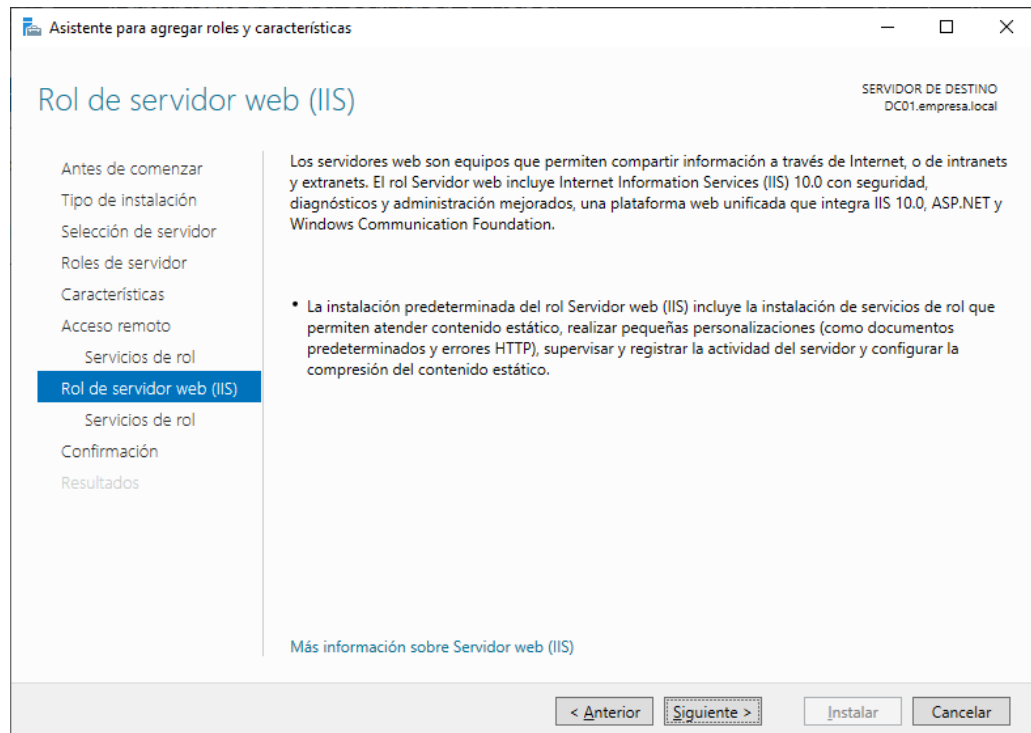 Asistente para agregar roles y características
Rol de servidor web (IIS)
SERVIDOR DE DESTINO
DC01.empresa.local
Antes de comenzar
Tipo de instalación
Selección de servidor
Roles de servidor
Características
Acceso remoto
Servicios de rol
Rol de servidor web (IIS)
Servicios de rol
Confirmación
Resultados
Los servidores web son equipos que permiten compartir información a través de Internet, o de intranets
y extranets. El rol Servidor web incluye Internet Information Services (IIS) 10.0 con seguridad,
diagnósticos y administración mejorados, una plataforma web unificada que integra IIS 10.0, ASP.NET y
Windows Communication Foundation.
• La instalación predeterminada del rol Servidor web (IIS) incluye la instalación de servicios de rol que
permiten atender contenido estático, realizar pequeñas personalizaciones (como documentos
predeterminados y errores HTTP), supervisar y registrar la actividad del servidor y configurar la
compresión del contenido estático.
Más información sobre Servidor web (IIS)
< Anterior
Siguiente >
Instalar
Cancelar